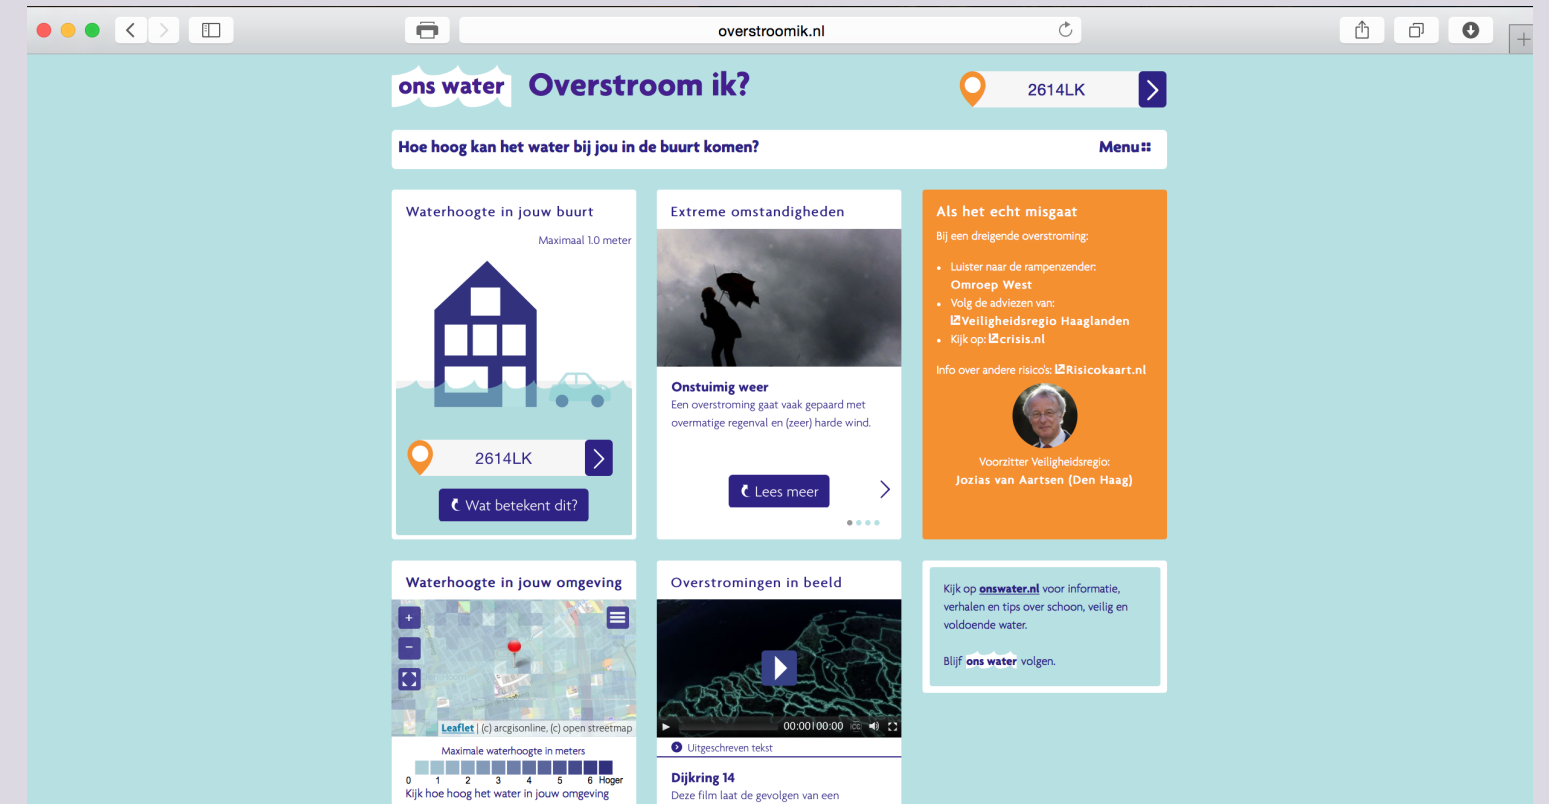 overstroomik.nl
ons water
Overstroom ik?
2614LK
Hoe hoog kan het water bij jou in de buurt komen?
Menu
Waterhoogte in jouw buurt
Maximaal 1.0 meter
2614LK
Wat betekent dit?
Extreme omstandigheden
Onstuimig weer
Een overstroming gaat vaak gepaard met
overmatige regenval en (zeer) harde wind.
Lees meer
Als het echt misgaat
Bij een dreigende overstroming:
• Luister naar de rampenzender:
Omroep West
• Volg de adviezen van:
Veiligheidsregio Haaglanden
• Kijk op: crisis.nl
Info over andere risico's: Risicokaart.nl
Voorzitter Veiligheidsregio:
Jozias van Aartsen (Den Haag)
Waterhoogte in jouw omgeving
+
−
Leaflet | (c) arcgisonline, (c) open streetmap
Maximale waterhoogte in meters
0 1 2 3 4 5 6 Hoger
Kijk hoe hoog het water in jouw omgeving
Overstromingen in beeld
00:00|00:00
Uitgeschreven tekst
Dijkring 14
Deze film laat de gevolgen van een
Kijk op onswater.nl voor informatie,
verhalen en tips over schoon, veilig en
voldoende water.
Blijf ons water volgen.